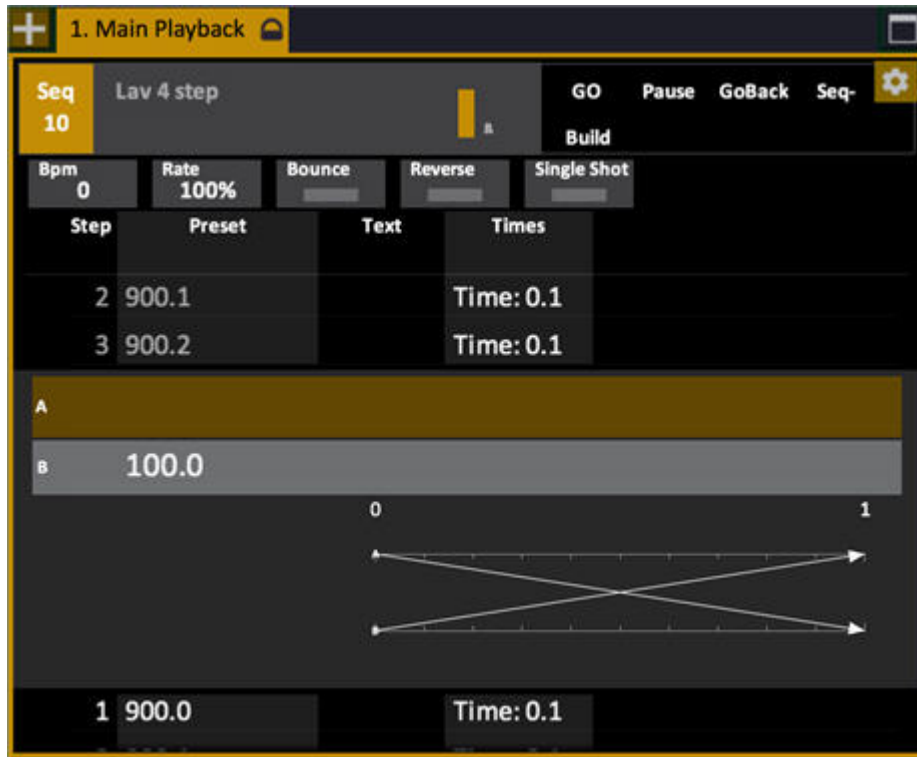 1. Main Playback
Seq 10
Lav 4 step
B
GO Pause GoBack Seq-
Build
Bpm 0
Rate 100%
Bounce
Reverse
Single Shot
Step Preset Text Times
2 900.1 Time: 0.1
3 900.2 Time: 0.1
A
B 100.0
0 1
A
B
1 900.0 Time: 0.1